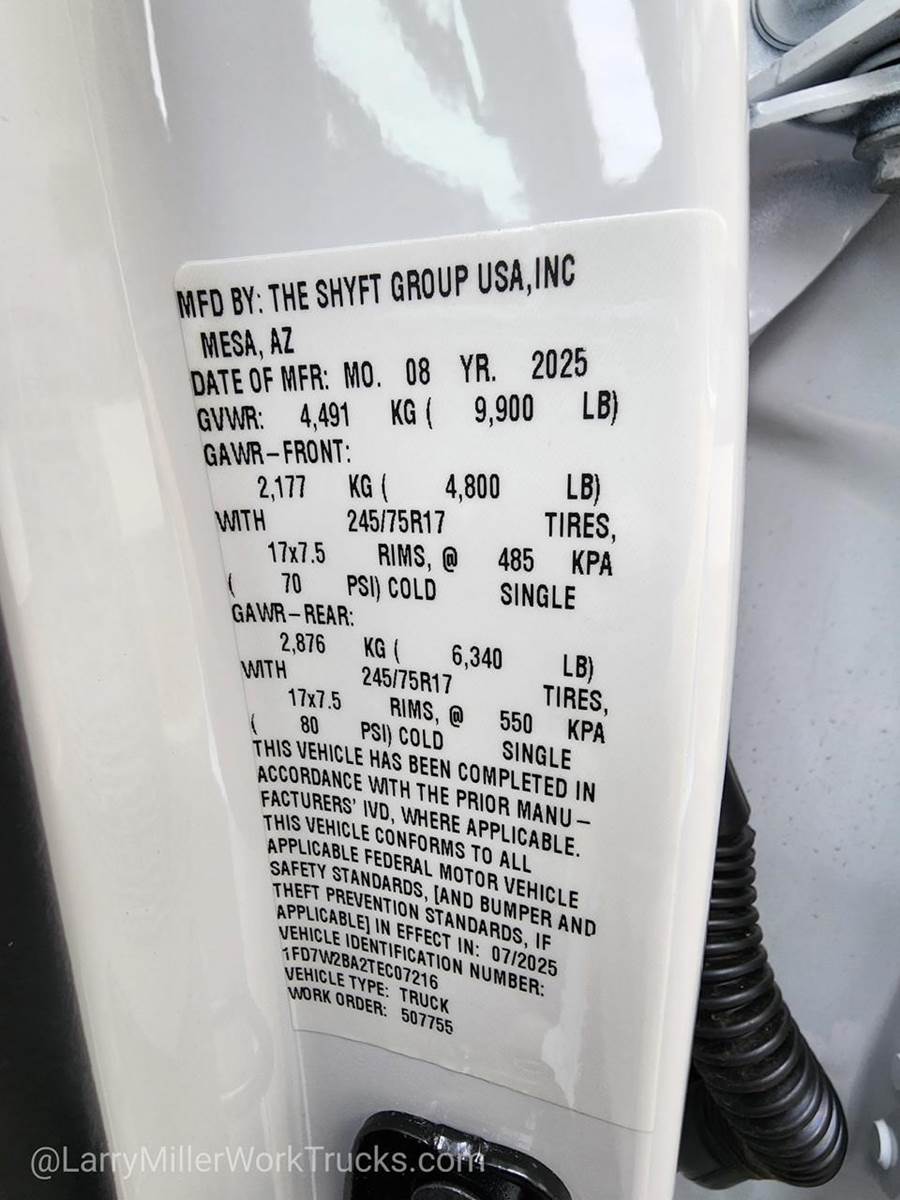 MFD BY: THE SHYFT GROUP USA,INC
MESA, AZ
DATE OF MFR: MO. 08 YR. 2025
GVWR: 4,491 KG ( 9,900 LB)
GAWR-FRONT:
2,177 KG ( 4,800 LB)
WITH 245/75R17 TIRES,
17x7.5 RIMS, @ 485 KPA
( 70 PSI) COLD SINGLE
GAWR-REAR:
2,876 KG ( 6,340 LB)
WITH 245/75R17 TIRES,
17x7.5 RIMS, @ 550 KPA
( 80 PSI) COLD SINGLE
THIS VEHICLE HAS BEEN COMPLETED IN
ACCORDANCE WITH THE PRIOR MANU-
FACTURERS' IVD, WHERE APPLICABLE.
THIS VEHICLE CONFORMS TO ALL
APPLICABLE FEDERAL MOTOR VEHICLE
SAFETY STANDARDS, [AND BUMPER AND
THEFT PREVENTION STANDARDS, IF
APPLICABLE] IN EFFECT IN: 07/2025
VEHICLE IDENTIFICATION NUMBER:
1FD7W2BA2TEC07216
VEHICLE TYPE: TRUCK
WORK ORDER: 507755
@LarryMillerWorkTrucks.com